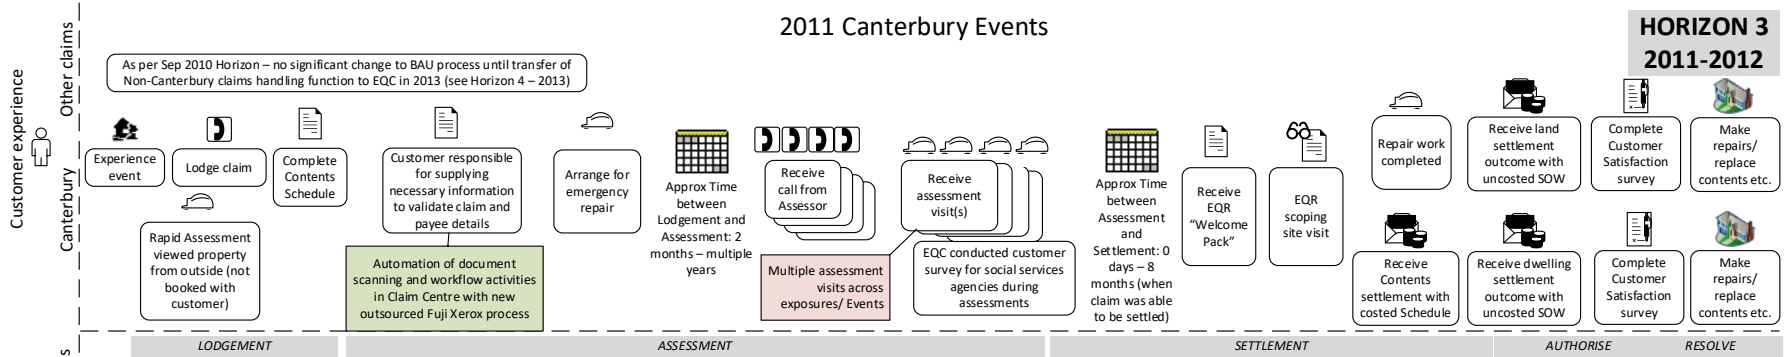 2011 Canterbury Events
HORIZON 3
2011-2012
Customer experience
Other claims
Canterbury
As per Sep 2010 Horizon – no significant change to BAU process until transfer of
Non-Canterbury claims handling function to EQC in 2013 (see Horizon 4 – 2013)
Experience
event
Lodge claim
Complete
Contents
Schedule
Rapid Assessment
viewed property
from outside (not
booked with
customer)
Customer responsible
for supplying
necessary information
to validate claim and
payee details
Automation of document
scanning and workflow activities
in Claim Centre with new
outsourced Fuji Xerox process
Arrange for
emergency
repair
Approx Time
between
Lodgement and
Assessment: 2
months – multiple
years
Receive
call from
Assessor
Multiple assessment
visits across
exposures/ Events
Receive
assessment
visit(s)
EQC conducted customer
survey for social services
agencies during
assessments
Approx Time
between
Assessment
and
Settlement: 0
days – 8
months (when
claim was able
to be settled)
Receive
EQR
“Welcome
Pack”
EQR
scoping
site visit
Repair work
completed
Receive land
settlement
outcome with
uncosted SOW
Complete
Customer
Satisfaction
survey
Make
repairs/
replace
contents etc.
Receive
Contents
settlement with
costed Schedule
Receive dwelling
settlement
outcome with
uncosted SOW
Complete
Customer
Satisfaction
survey
Make
repairs/
replace
contents etc.
LODGEMENT
ASSESSMENT
SETTLEMENT
AUTHORISE
RESOLVE